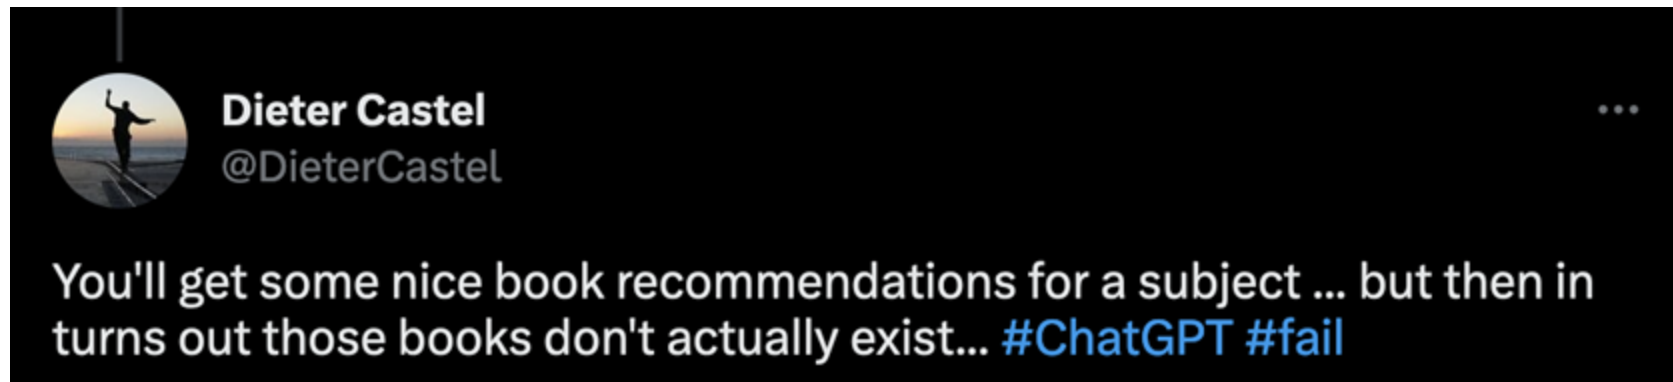 Dieter Castel
@DieterCastel
You'll get some nice book recommendations for a subject ... but then in
turns out those books don't actually exist... #ChatGPT #fail